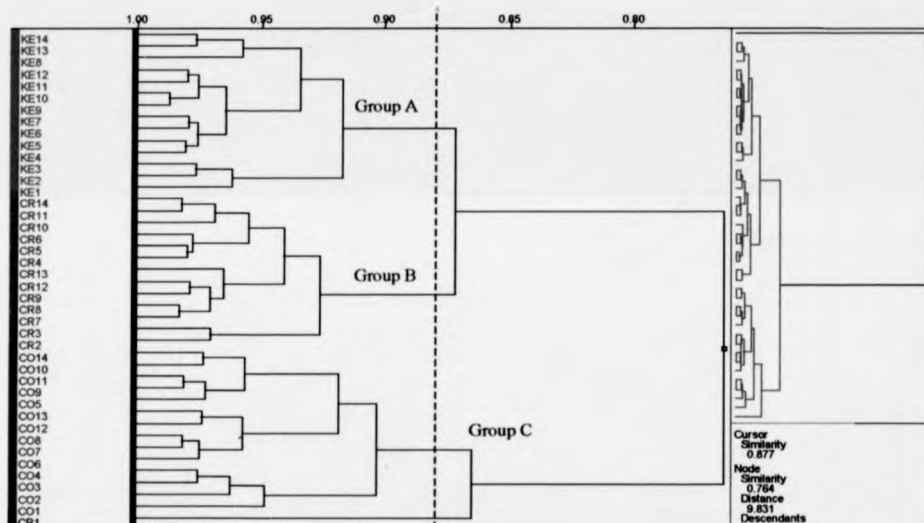 1.00 0.95 0.90 0.85 0.80
KE14
KE13
KE8
KE12
KE11
KE10
KE9
KE7
KE6
KE5
KE4
KE3
KE2
KE1
CR14
CR11
CR10
CR6
CR5
CR4
CR13
CR12
CR9
CR8
CR7
CR3
CR2
CO14
CO10
CO11
CO9
CO5
CO13
CO12
CO8
CO7
CO6
CO4
CO3
CO2
CO1
CR1
Group A
Group B
Group C
Cursor
Similarity
0.877
Node
Similarity
0.764
Distance
9.831
Descendants